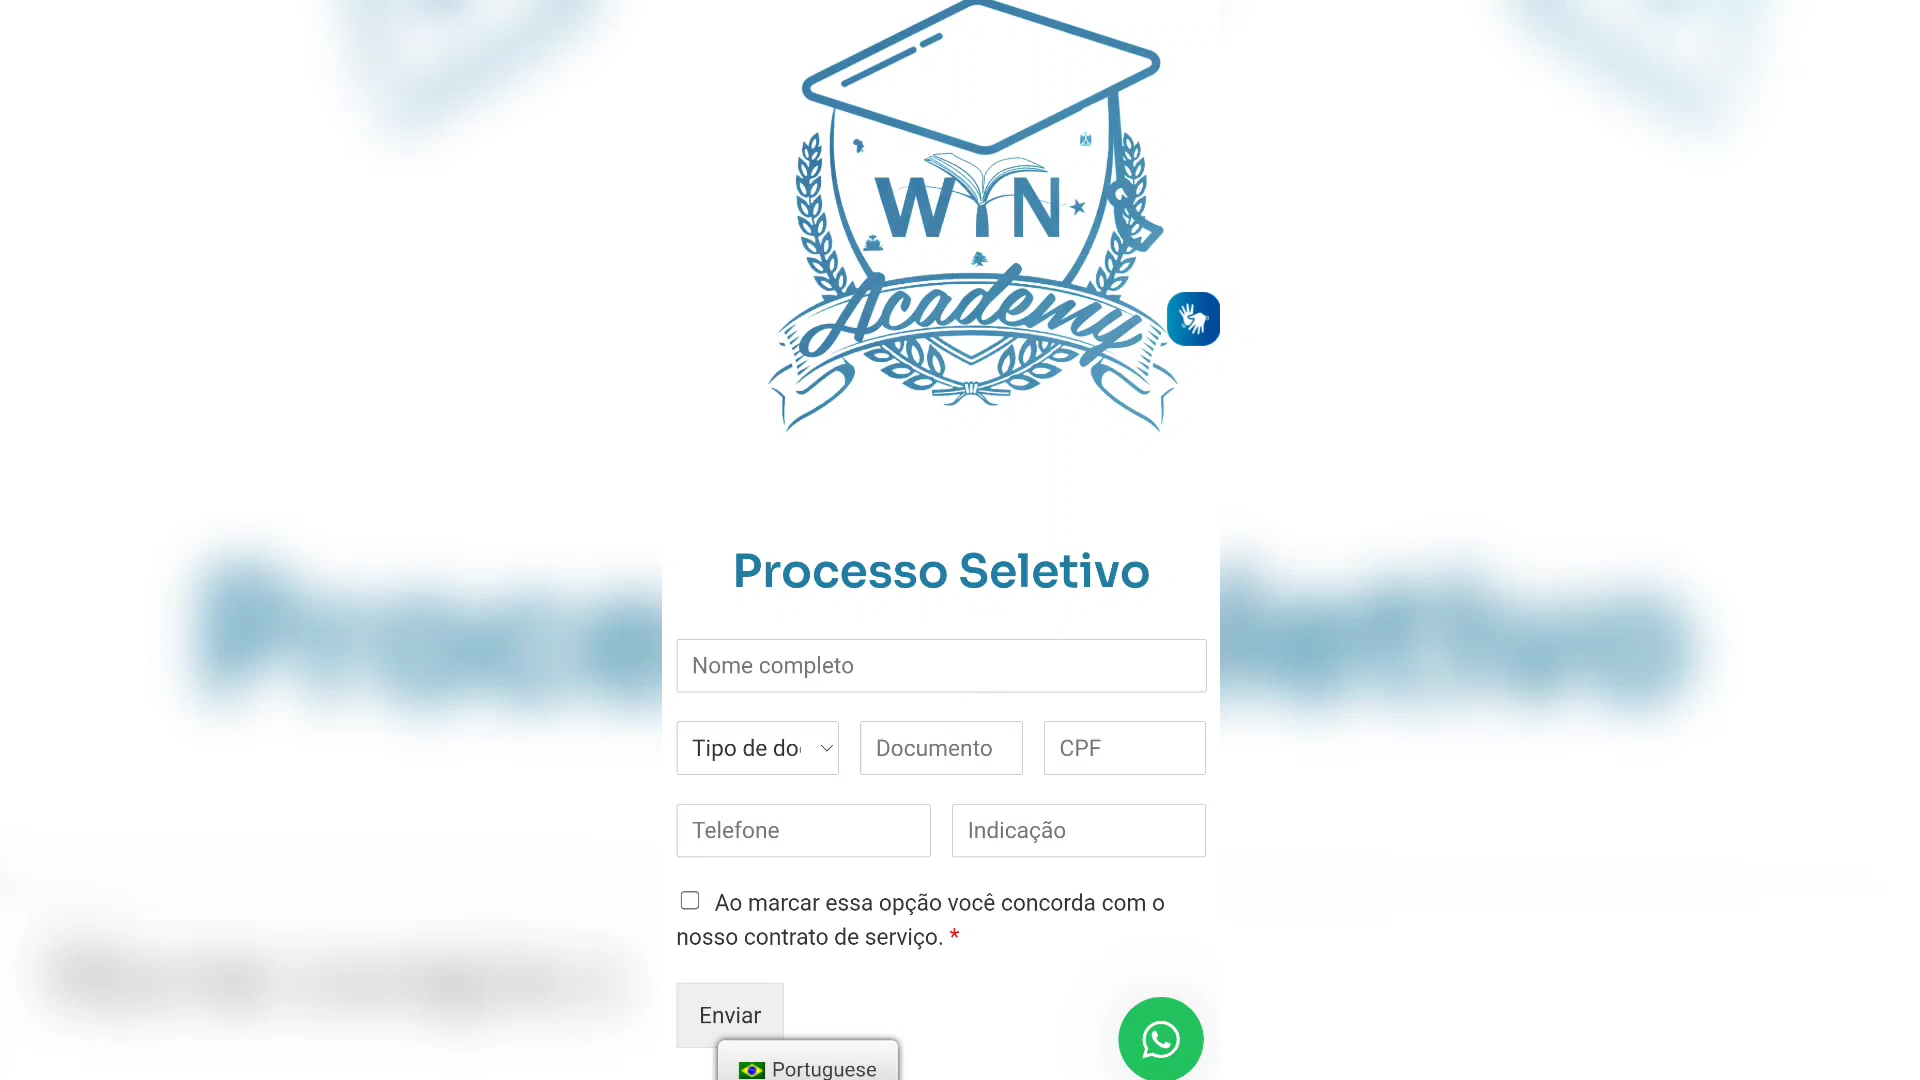 WIN
Academy
Processo Seletivo
Nome completo
Tipo de do
Documento
CPF
Telefone
Indicação
Ao marcar essa opção você concorda com o
nosso contrato de serviço. *
Enviar
Portuguese